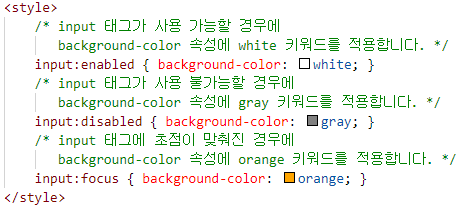 <style>
/* input 태그가 사용 가능할 경우에
background-color 속성에 white 키워드를 적용합니다. */
input:enabled { background-color: white; }
/* input 태그가 사용 불가능할 경우에
background-color 속성에 gray 키워드를 적용합니다. */
input:disabled { background-color: gray; }
/* input 태그에 초점이 맞춰진 경우에
background-color 속성에 orange 키워드를 적용합니다. */
input:focus { background-color: orange; }
</style>